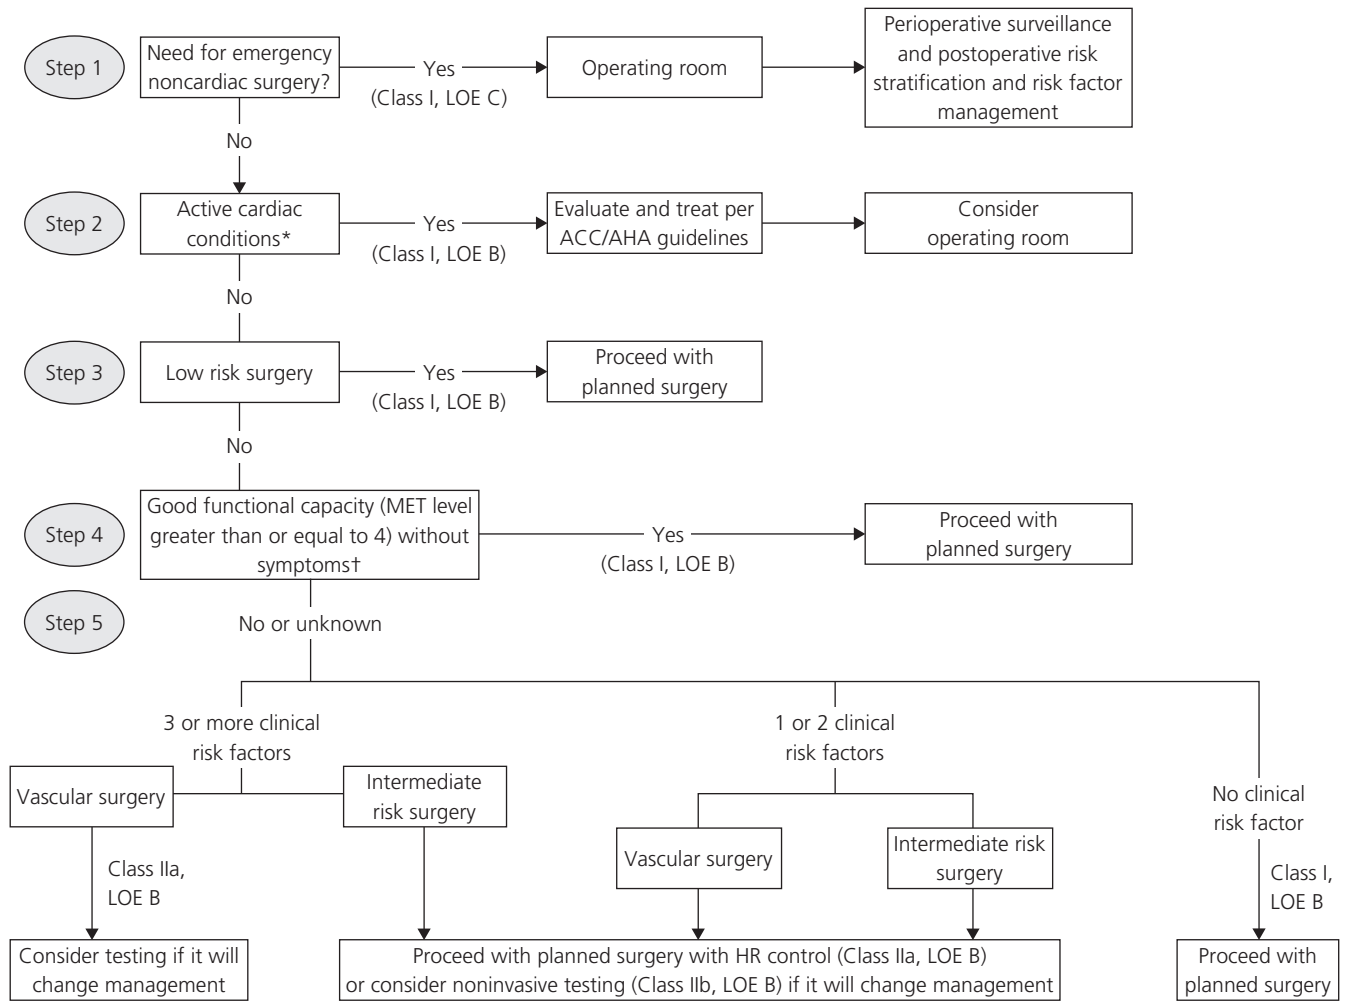 Step 1
Need for emergency
noncardiac surgery?
Yes
(Class I, LOE C)
Operating room
Perioperative surveillance
and postoperative risk
stratification and risk factor
management
No
Step 2
Active cardiac
conditions*
Yes
(Class I, LOE B)
Evaluate and treat per
ACC/AHA guidelines
Consider
operating room
No
Step 3
Low risk surgery
Yes
(Class I, LOE B)
Proceed with
planned surgery
No
Step 4
Good functional capacity (MET level
greater than or equal to 4) without
symptoms†
Yes
(Class I, LOE B)
Proceed with
planned surgery
Step 5
No or unknown
3 or more clinical
risk factors
1 or 2 clinical
risk factors
No clinical
risk factor
Vascular surgery
Intermediate
risk surgery
Vascular surgery
Intermediate risk
surgery
Class IIa,
LOE B
Class I,
LOE B
Consider testing if it will
change management
Proceed with planned surgery with HR control (Class IIa, LOE B)
or consider noninvasive testing (Class IIb, LOE B) if it will change management
Proceed with
planned surgery